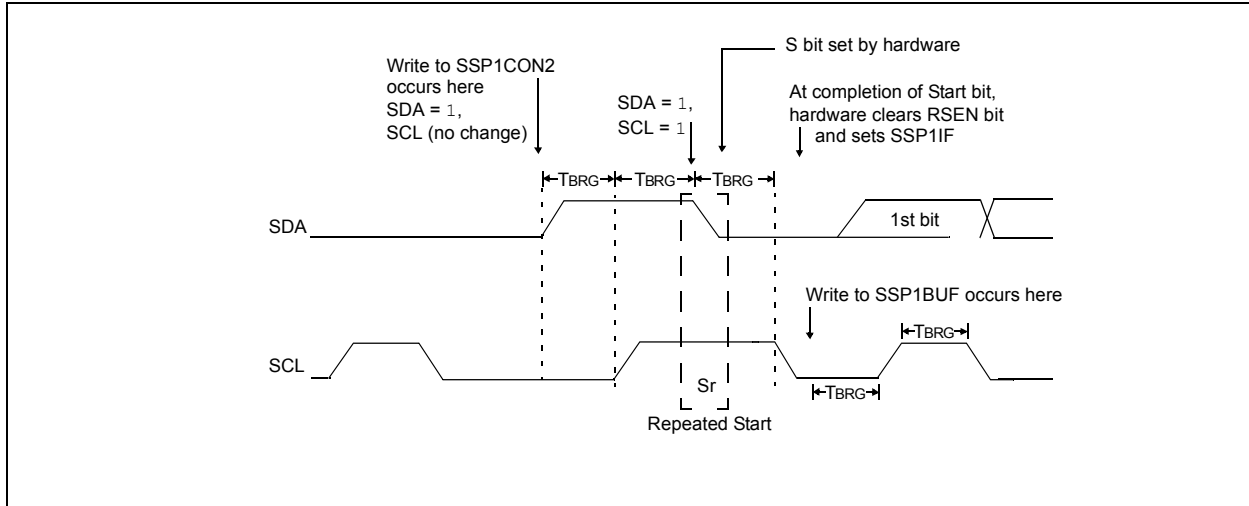 S bit set by hardware
Write to SSP1CON2
occurs here
SDA = 1,
SCL (no change)
SDA = 1,
SCL = 1
At completion of Start bit,
hardware clears RSEN bit
and sets SSP1IF
TBRG
TBRG
TBRG
SDA
1st bit
Write to SSP1BUF occurs here
TBRG
SCL
Sr
TBRG
Repeated Start